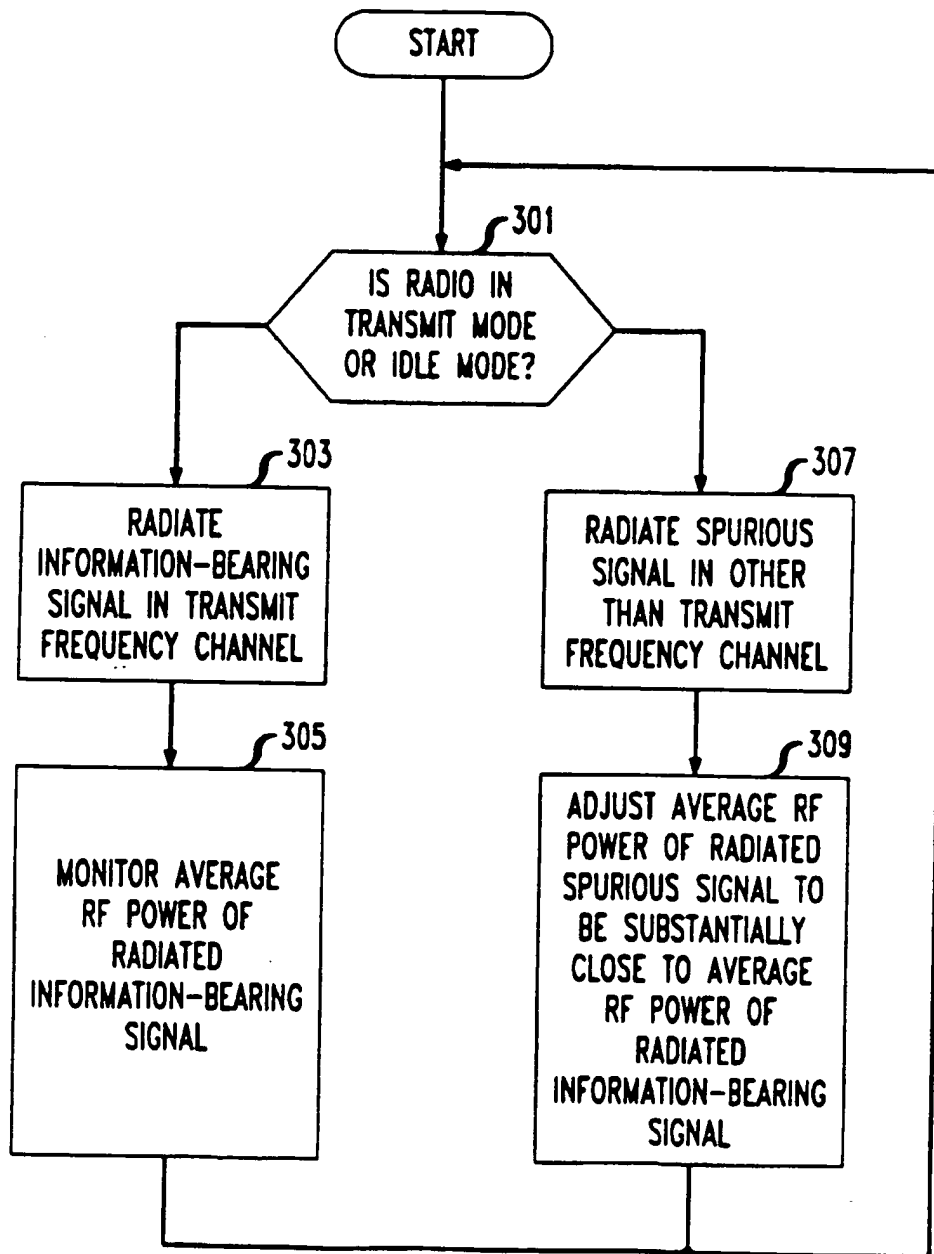 START
301
IS RADIO IN
TRANSMIT MODE
OR IDLE MODE?
303
RADIATE
INFORMATION-BEARING
SIGNAL IN TRANSMIT
FREQUENCY CHANNEL
305
MONITOR AVERAGE
RF POWER OF
RADIATED
INFORMATION-BEARING
SIGNAL
307
RADIATE SPURIOUS
SIGNAL IN OTHER
THAN TRANSMIT
FREQUENCY CHANNEL
309
ADJUST AVERAGE RF
POWER OF RADIATED
SPURIOUS SIGNAL TO
BE SUBSTANTIALLY
CLOSE TO AVERAGE
RF POWER OF
RADIATED
INFORMATION-BEARING
SIGNAL